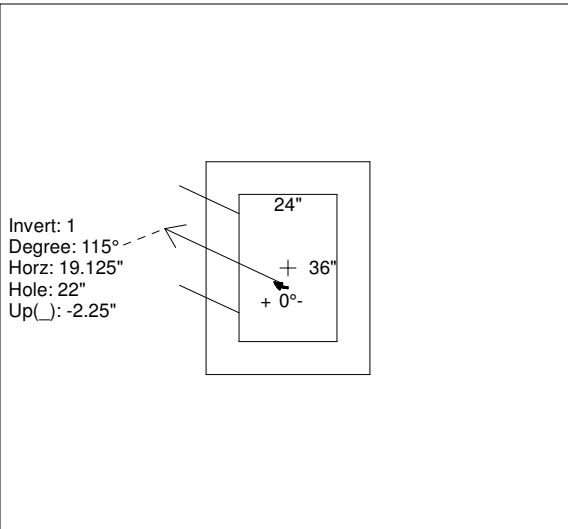 24"
Invert: 1
Degree: 115°
Horz: 19.125"
Hole: 22"
Up(_): -2.25"
36"
+ 0°-